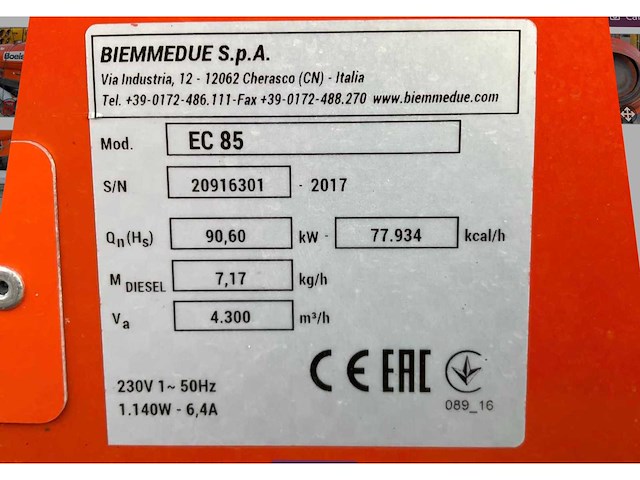 BIEMMEDUE S.p.A.
Via Industria, 12 - 12062 Cherasco (CN) - Italia
Tel. +39-0172-486.111-Fax +39-0172-488.270 www.biemmedue.com
Mod. EC 85
S/N 20916301 - 2017
Qn(Hs) 90,60 kW - 77.934 kcal/h
M DIESEL 7,17 kg/h
Va 4.300 m³/h
230V 1~ 50Hz
1.140W - 6,4A
CE EAC
089_16